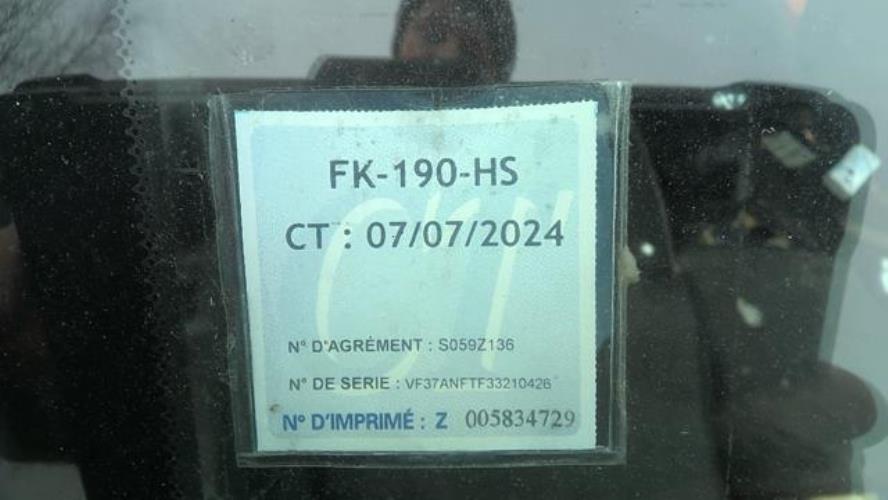 FK-190-HS
CT : 07/07/2024
N° D'AGRÉMENT : S059Z136
N° DE SERIE : VF37ANFTF33210426
N° D'IMPRIMÉ : Z 005834729